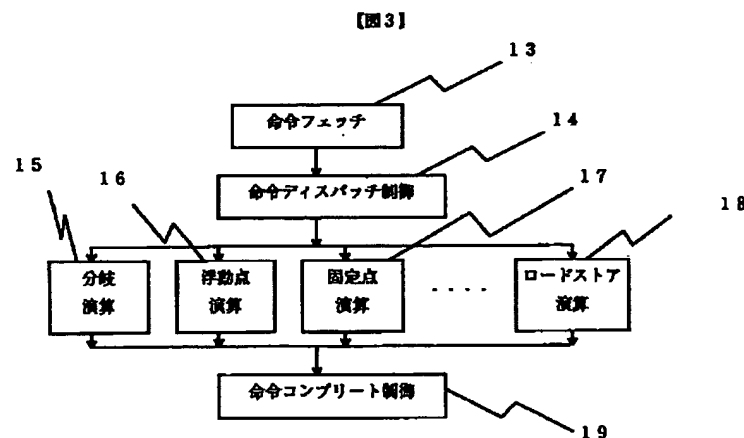 【図3】
13
命令フェッチ
14
命令ディスパッチ制御
15
16
17
18
分岐
演算
浮動点
演算
固定点
演算
・・・・
ロードストア
演算
命令コンプリート制御
19